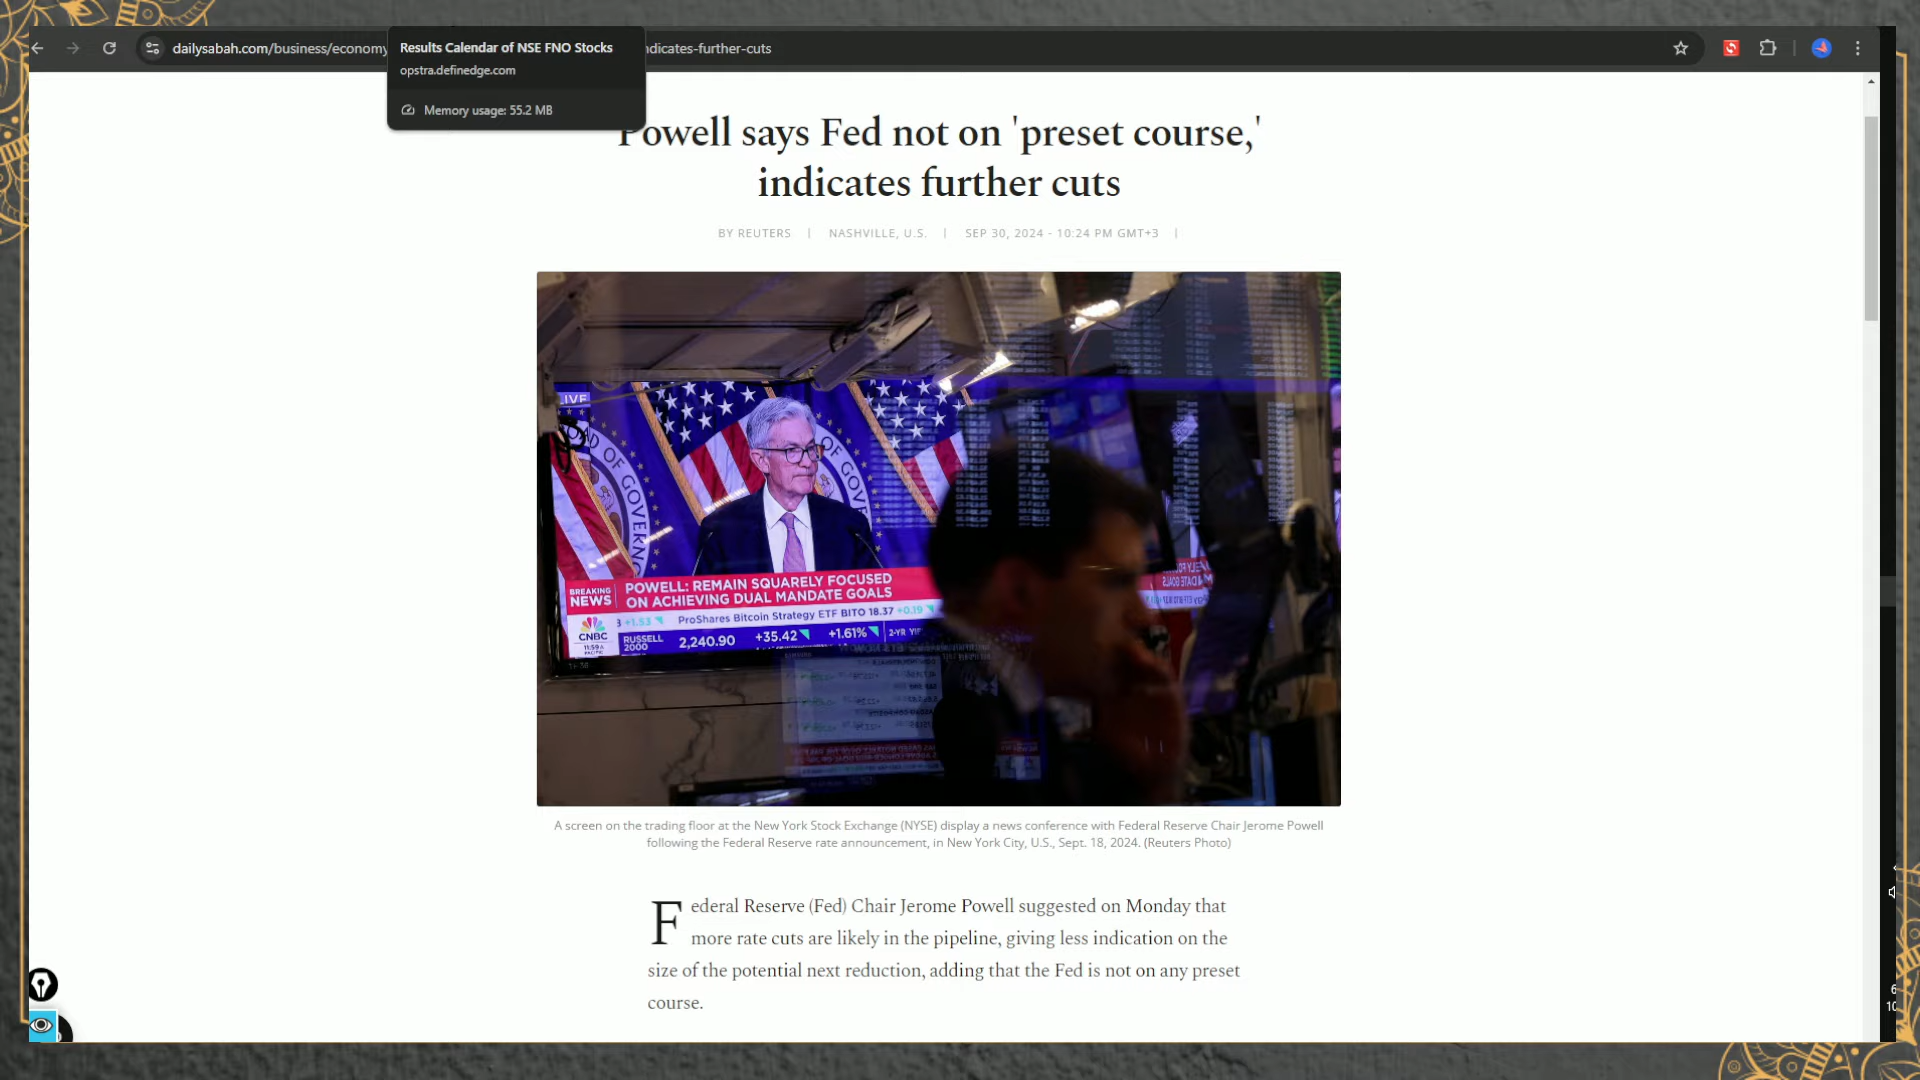 dailysabah.com/business/economy
ndicates-further-cuts
Results Calendar of NSE FNO Stocks
opstra.definedge.com
Memory usage: 55.2 MB
Powell says Fed not on 'preset course,'
indicates further cuts
BY REUTERS | NASHVILLE, U.S. | SEP 30, 2024 - 10:24 PM GMT+3 |
LIVE
BREAKING NEWS
POWELL: REMAIN SQUARELY FOCUSED
ON ACHIEVING DUAL MANDATE GOALS
3 +1.53 ProShares Bitcoin Strategy ETF BITO 18.37 +0.19
CNBC
11:59A PACIFIC
RUSSELL 2000 2,240.90 +35.42 +1.61% 2-YR YI
A screen on the trading floor at the New York Stock Exchange (NYSE) display a news conference with Federal Reserve Chair Jerome Powell
following the Federal Reserve rate announcement, in New York City, U.S., Sept. 18, 2024. (Reuters Photo)
Federal Reserve (Fed) Chair Jerome Powell suggested on Monday that
more rate cuts are likely in the pipeline, giving less indication on the
size of the potential next reduction, adding that the Fed is not on any preset
course.